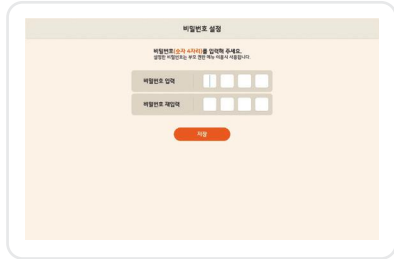 비밀번호 설정
비밀번호(숫자 4자리)를 입력해 주세요.
설정한 비밀번호는 부모 전용 메뉴 이용시 사용됩니다.
비밀번호 입력
비밀번호 재입력
저장